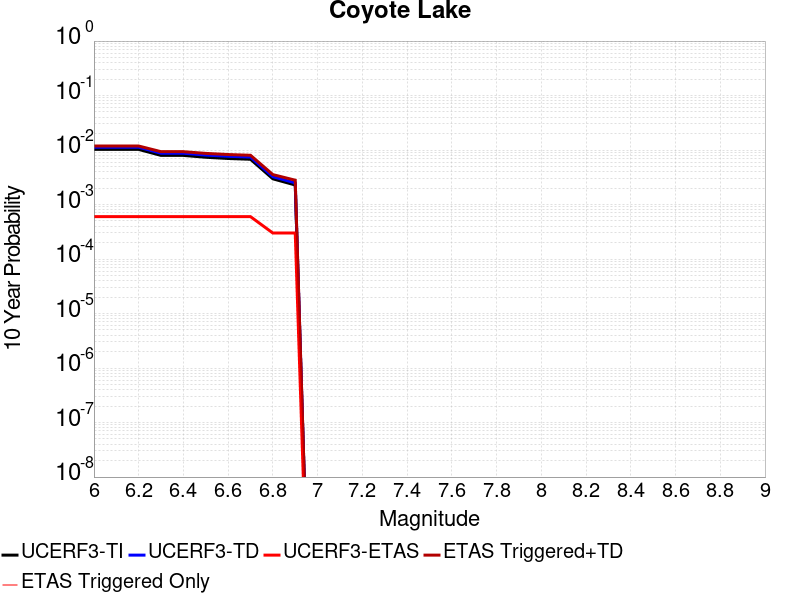 Coyote Lake
10^0
10^-1
10^-2
10^-3
10^-4
10^-5
10^-6
10^-7
10^-8
10 Year Probability
6 6.2 6.4 6.6 6.8 7 7.2 7.4 7.6 7.8 8 8.2 8.4 8.6 8.8 9
Magnitude
UCERF3-TI UCERF3-TD UCERF3-ETAS ETAS Triggered+TD
ETAS Triggered Only